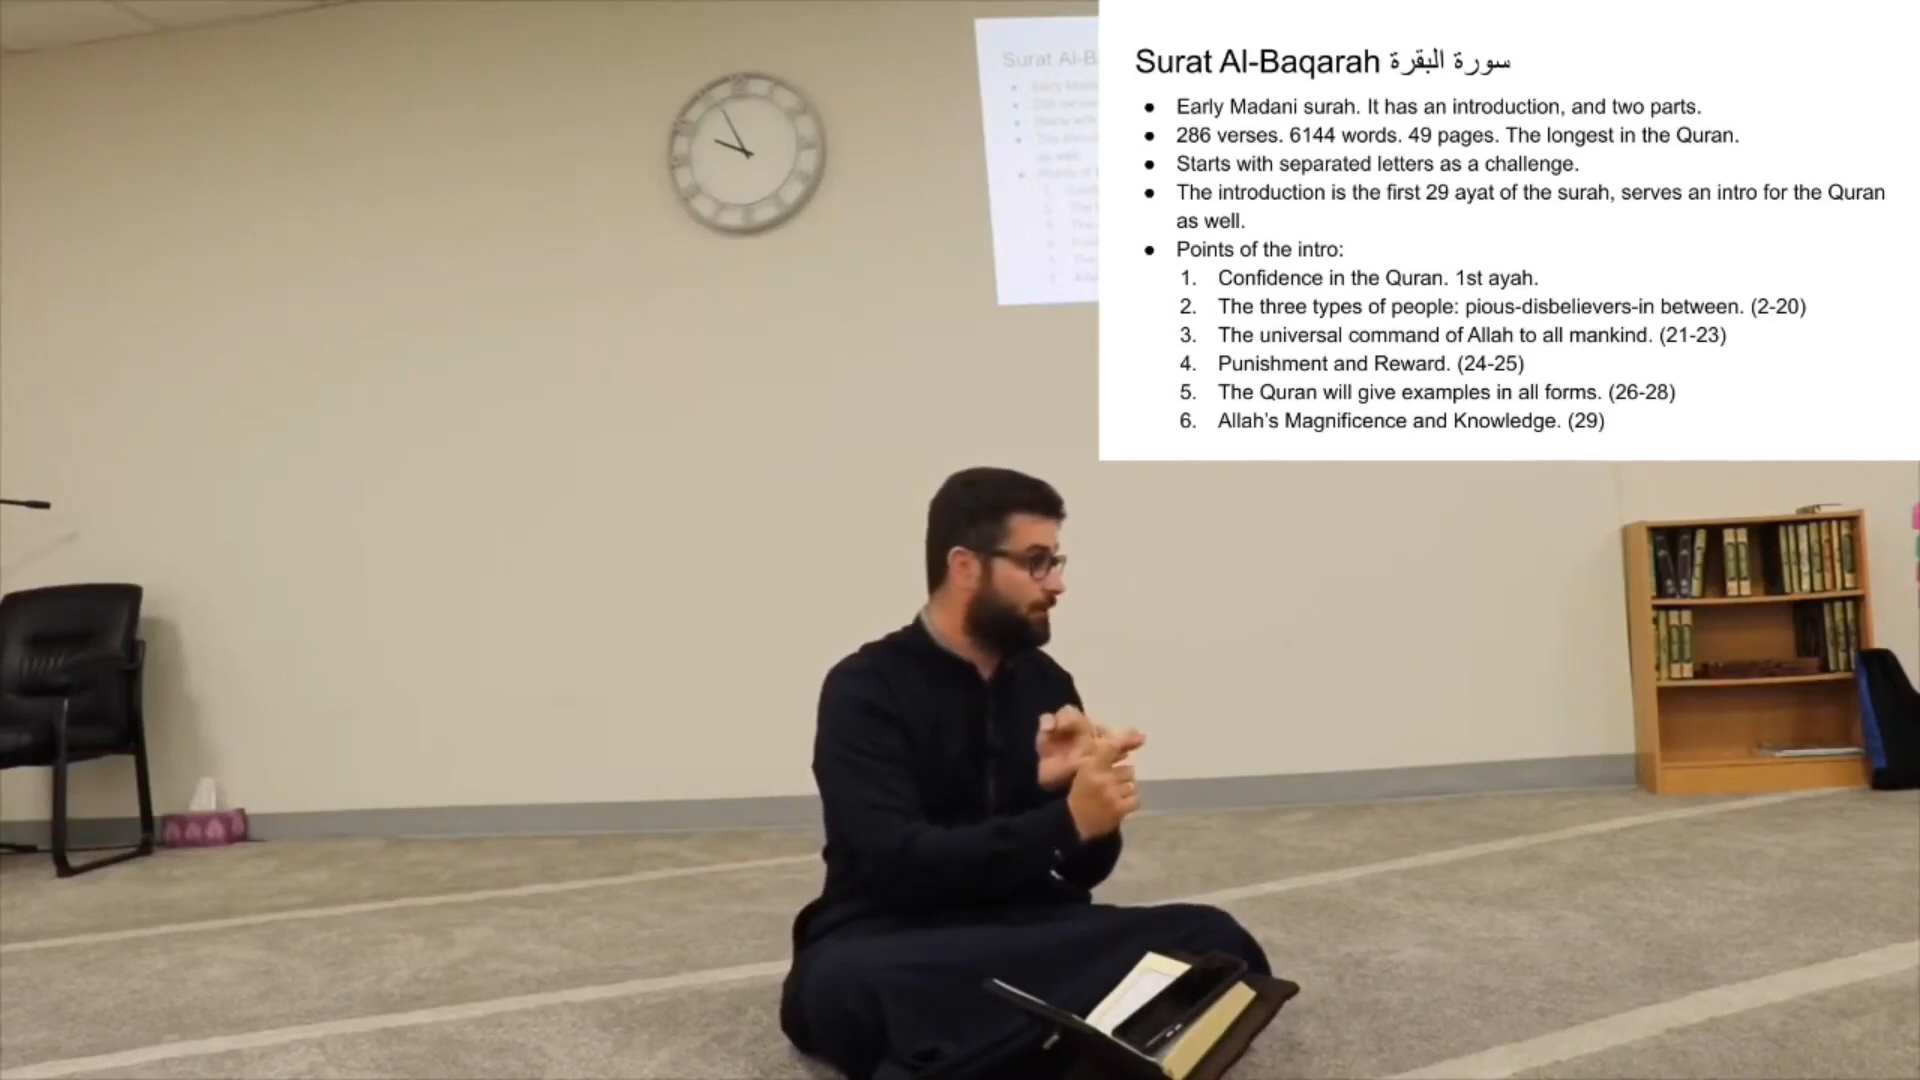 Surat Al-Baqarah سورة البقرة
● Early Madani surah. It has an introduction, and two parts.
● 286 verses. 6144 words. 49 pages. The longest in the Quran.
● Starts with separated letters as a challenge.
● The introduction is the first 29 ayat of the surah, serves an intro for the Quran
as well.
● Points of the intro:
1. Confidence in the Quran. 1st ayah.
2. The three types of people: pious-disbelievers-in between. (2-20)
3. The universal command of Allah to all mankind. (21-23)
4. Punishment and Reward. (24-25)
5. The Quran will give examples in all forms. (26-28)
6. Allah’s Magnificence and Knowledge. (29)
Surat Al-B